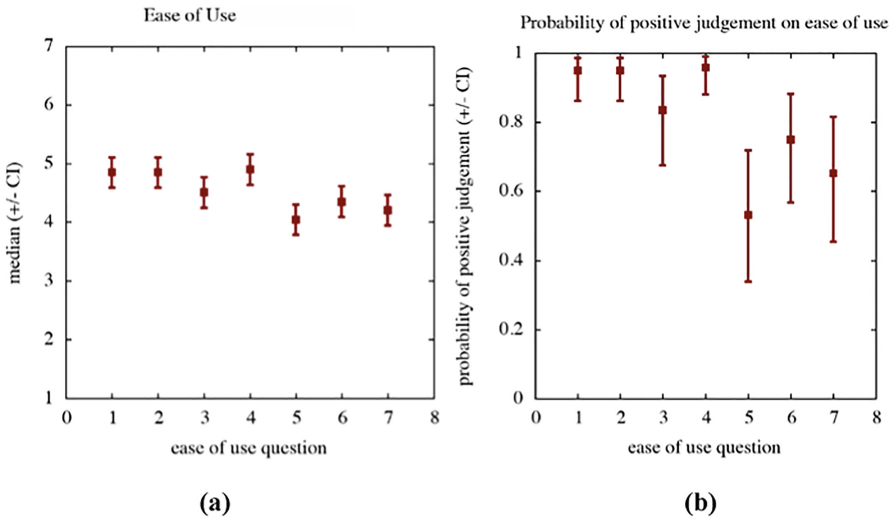 Ease of Use
7
6
5
4
3
2
1
0 1 2 3 4 5 6 7 8
median (+/- CI)
ease of use question
(a)
Probability of positive judgement on ease of use
1
0.8
0.6
0.4
0.2
0
0 1 2 3 4 5 6 7 8
probability of positive judgement (+/- CI)
ease of use question
(b)